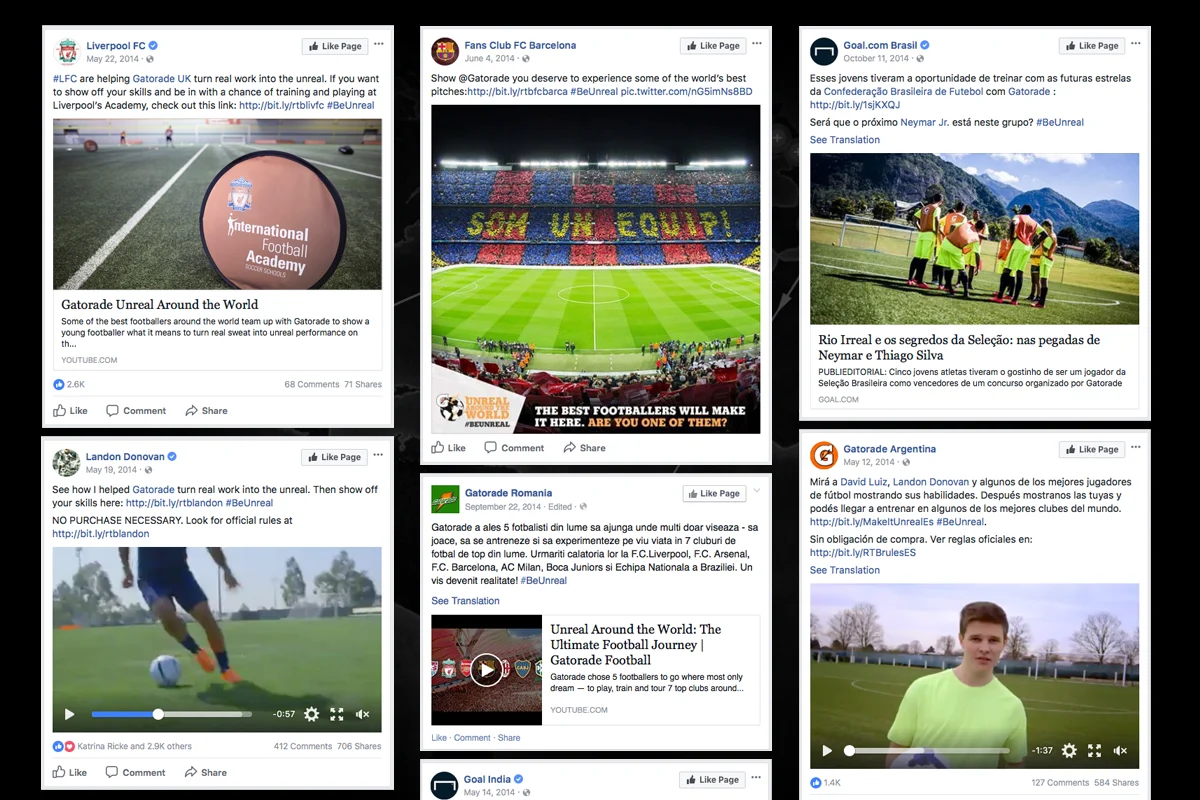 Liverpool FC
Like Page
May 22, 2014
#LFC are helping Gatorade UK turn real work into the unreal. If you want
to show off your skills and be in with a chance of training and playing at
Liverpool's Academy, check out this link: http://bit.ly/rtblivfc #BeUnreal
International
Football
Academy
SOCCER SCHOOLS
Gatorade Unreal Around the World
Some of the best footballers around the world team up with Gatorade to show a
young footballer what it means to turn real sweat into unreal performance on
th...
YOUTUBE.COM
2.6K
68 Comments 71 Shares
Like Comment Share
Landon Donovan
Like Page
May 19, 2014
See how I helped Gatorade turn real work into the unreal. Then show off
your skills here: http://bit.ly/rtblandon #BeUnreal
NO PURCHASE NECESSARY. Look for official rules at
http://bit.ly/rtblandon
-0:57
Katrina Ricke and 2.9K others
412 Comments 706 Shares
Like Comment Share
Fans Club FC Barcelona
Like Page
June 4, 2014
Show @Gatorade you deserve to experience some of the world's best
pitches:http://bit.ly/rtbfcbarca #BeUnreal pic.twitter.com/nG5imNs8BD
SOM UN EQUIP!
UNREAL
AROUND THE
WORLD
#BEUNREAL
THE BEST FOOTBALLERS WILL MAKE
IT HERE. ARE YOU ONE OF THEM?
Like Comment Share
Gatorade Romania
Like Page
September 22, 2014 · Edited
Gatorade a ales 5 fotbalisti din lume sa ajunga unde multi doar viseaza - sa
joace, sa se antreneze si sa experimenteze pe viu viata in 7 cluburi de
fotbal de top din lume. Urmariti calatoria lor la F.C.Liverpool, F.C. Arsenal,
F.C. Barcelona, AC Milan, Boca Juniors si Echipa Nationala a Braziliei. Un
vis devenit realitate! #BeUnreal
See Translation
Unreal Around the World: The
Ultimate Football Journey |
Gatorade Football
Gatorade chose 5 footballers to go where most only
dream — to play, train and tour 7 top clubs around...
YOUTUBE.COM
Like · Comment · Share
Goal India
Like Page
May 14, 2014
Goal.com Brasil
Like Page
October 11, 2014
Esses jovens tiveram a oportunidade de treinar com as futuras estrelas
da Confederação Brasileira de Futebol com Gatorade :
http://bit.ly/1sjKXQJ
Será que o próximo Neymar Jr. está neste grupo? #BeUnreal
See Translation
Rio Irreal e os segredos da Seleção: nas pegadas de
Neymar e Thiago Silva
PUBLIEDITORIAL: Cinco jovens atletas tiveram o gostinho de ser um jogador da
Seleção Brasileira como vencedores de um concurso organizado por Gatorade
GOAL.COM
Gatorade Argentina
Like Page
May 12, 2014
Mirá a David Luiz, Landon Donovan y algunos de los mejores jugadores
de fútbol mostrando sus habilidades. Después mostranos las tuyas y
podés llegar a entrenar en algunos de los mejores clubes del mundo.
http://bit.ly/MakeItUnrealEs #BeUnreal.
Sin obligación de compra. Ver reglas oficiales en:
http://bit.ly/RTBrulesES
See Translation
-1:37
1.4K
127 Comments 584 Shares